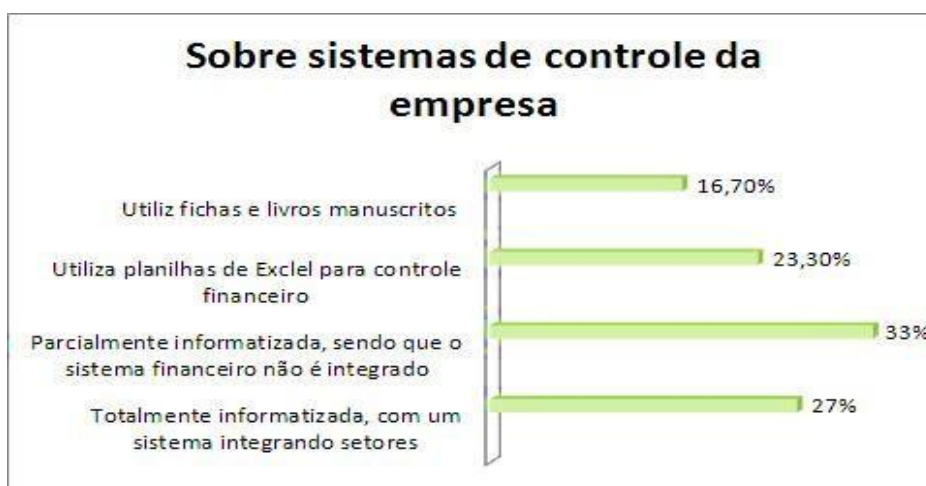 Sobre sistemas de controle da
empresa
Utiliz fichas e livros manuscritos
16,70%
Utiliza planilhas de Exclel para controle
financeiro
23,30%
Parcialmente informatizada, sendo que o
sistema financeiro não é integrado
33%
Totalmente informatizada, com um
sistema integrando setores
27%